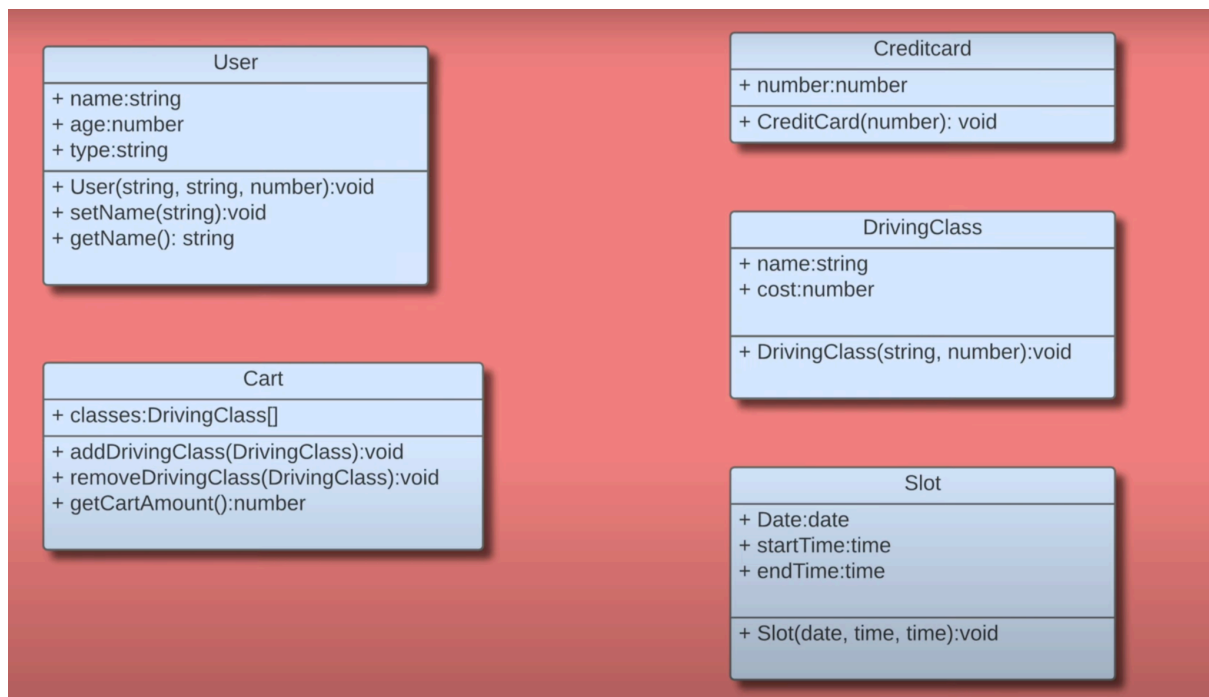 User
+ name:string
+ age:number
+ type:string
+ User(string, string, number):void
+ setName(string):void
+ getName(): string
Cart
+ classes:DrivingClass[]
+ addDrivingClass(DrivingClass):void
+ removeDrivingClass(DrivingClass):void
+ getCartAmount():number
Creditcard
+ number:number
+ CreditCard(number): void
DrivingClass
+ name:string
+ cost:number
+ DrivingClass(string, number):void
Slot
+ Date:date
+ startTime:time
+ endTime:time
+ Slot(date, time, time):void